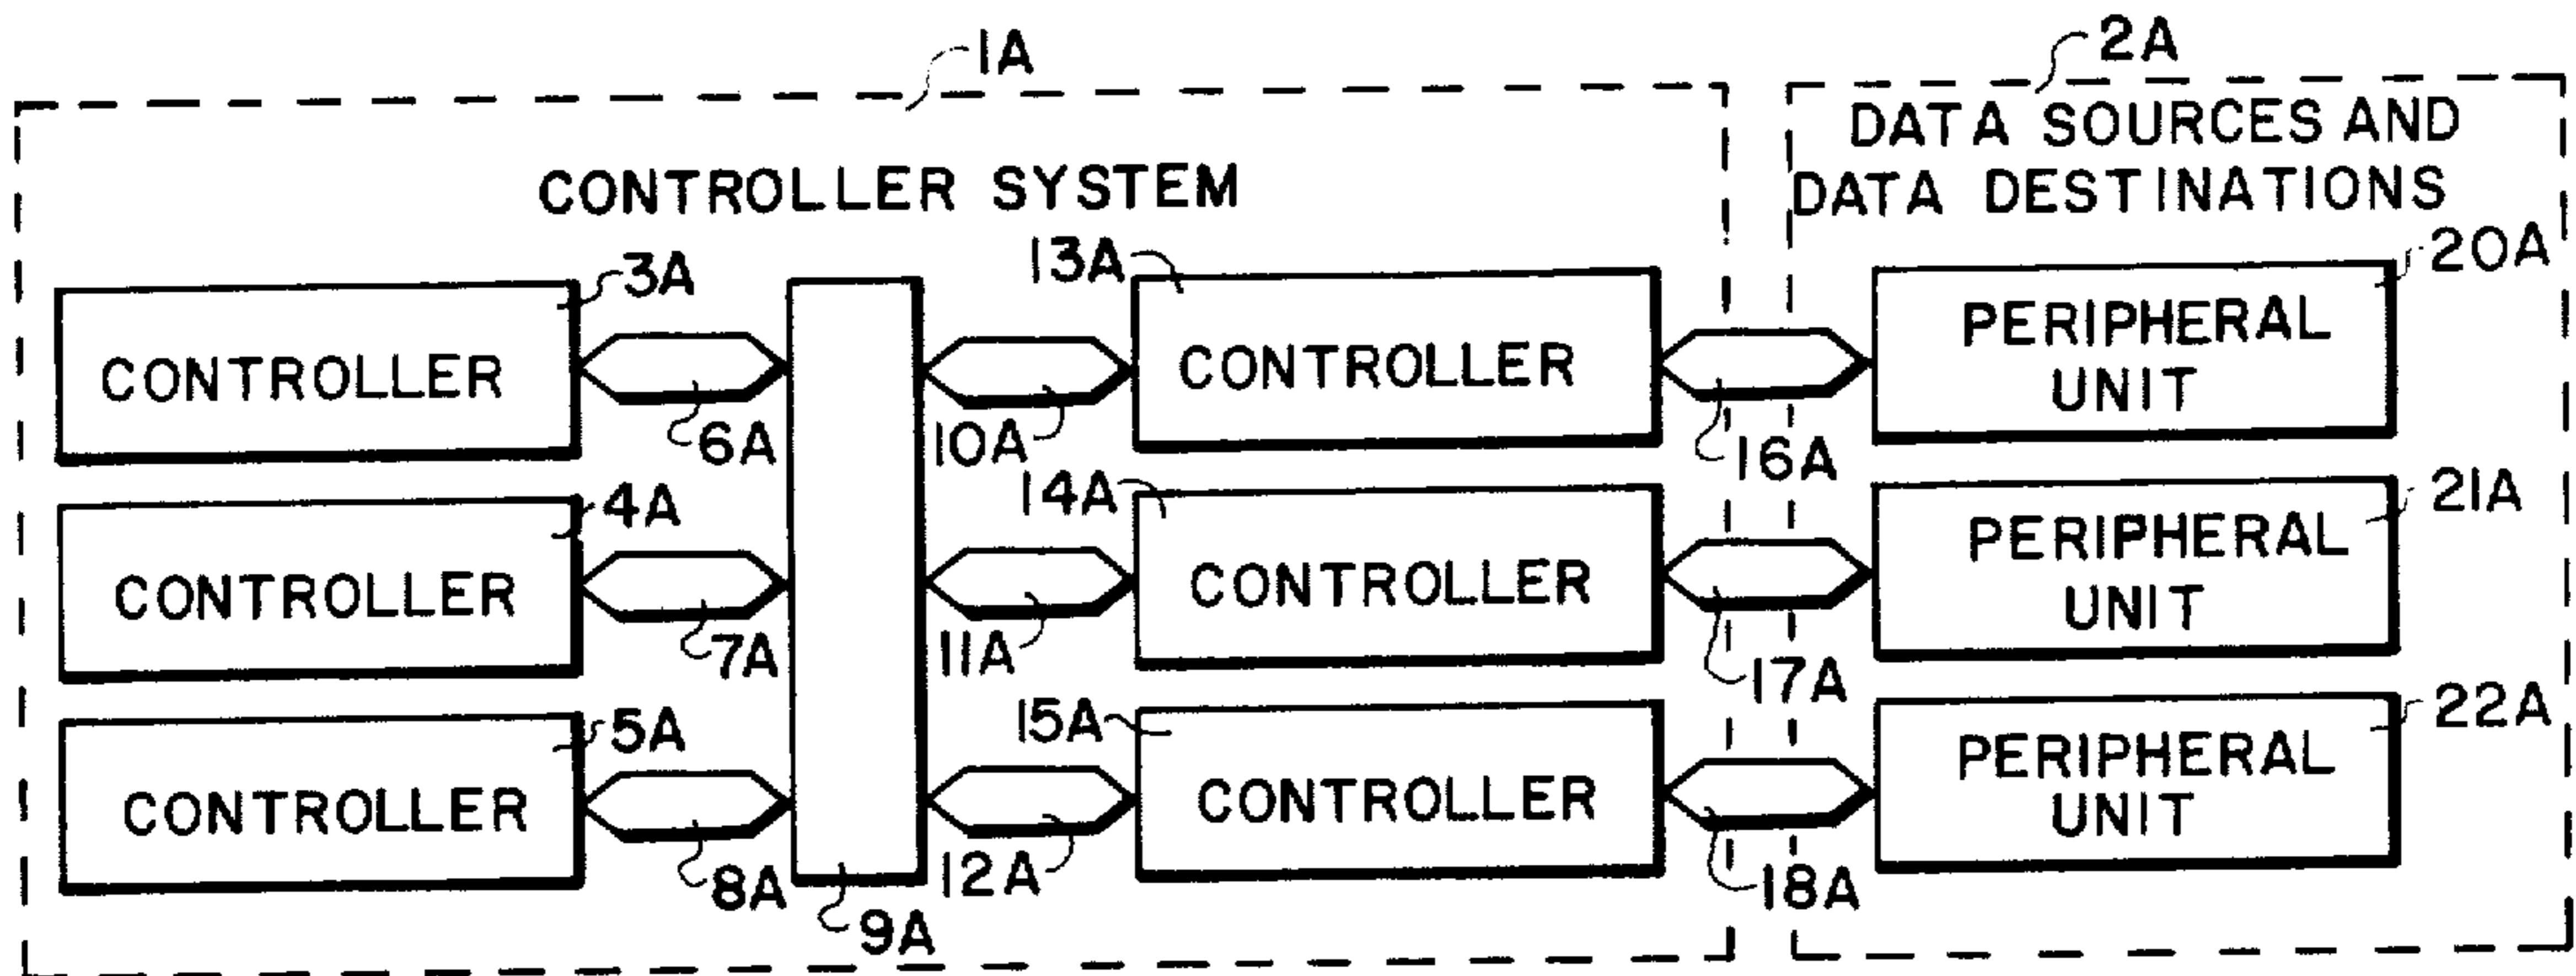 1A
2A
DATA SOURCES AND
DATA DESTINATIONS
CONTROLLER SYSTEM
3A
13A
20A
CONTROLLER
CONTROLLER
PERIPHERAL
UNIT
6A
10A
16A
4A
14A
21A
CONTROLLER
CONTROLLER
PERIPHERAL
UNIT
7A
11A
17A
5A
15A
22A
CONTROLLER
CONTROLLER
PERIPHERAL
UNIT
8A
12A
18A
9A